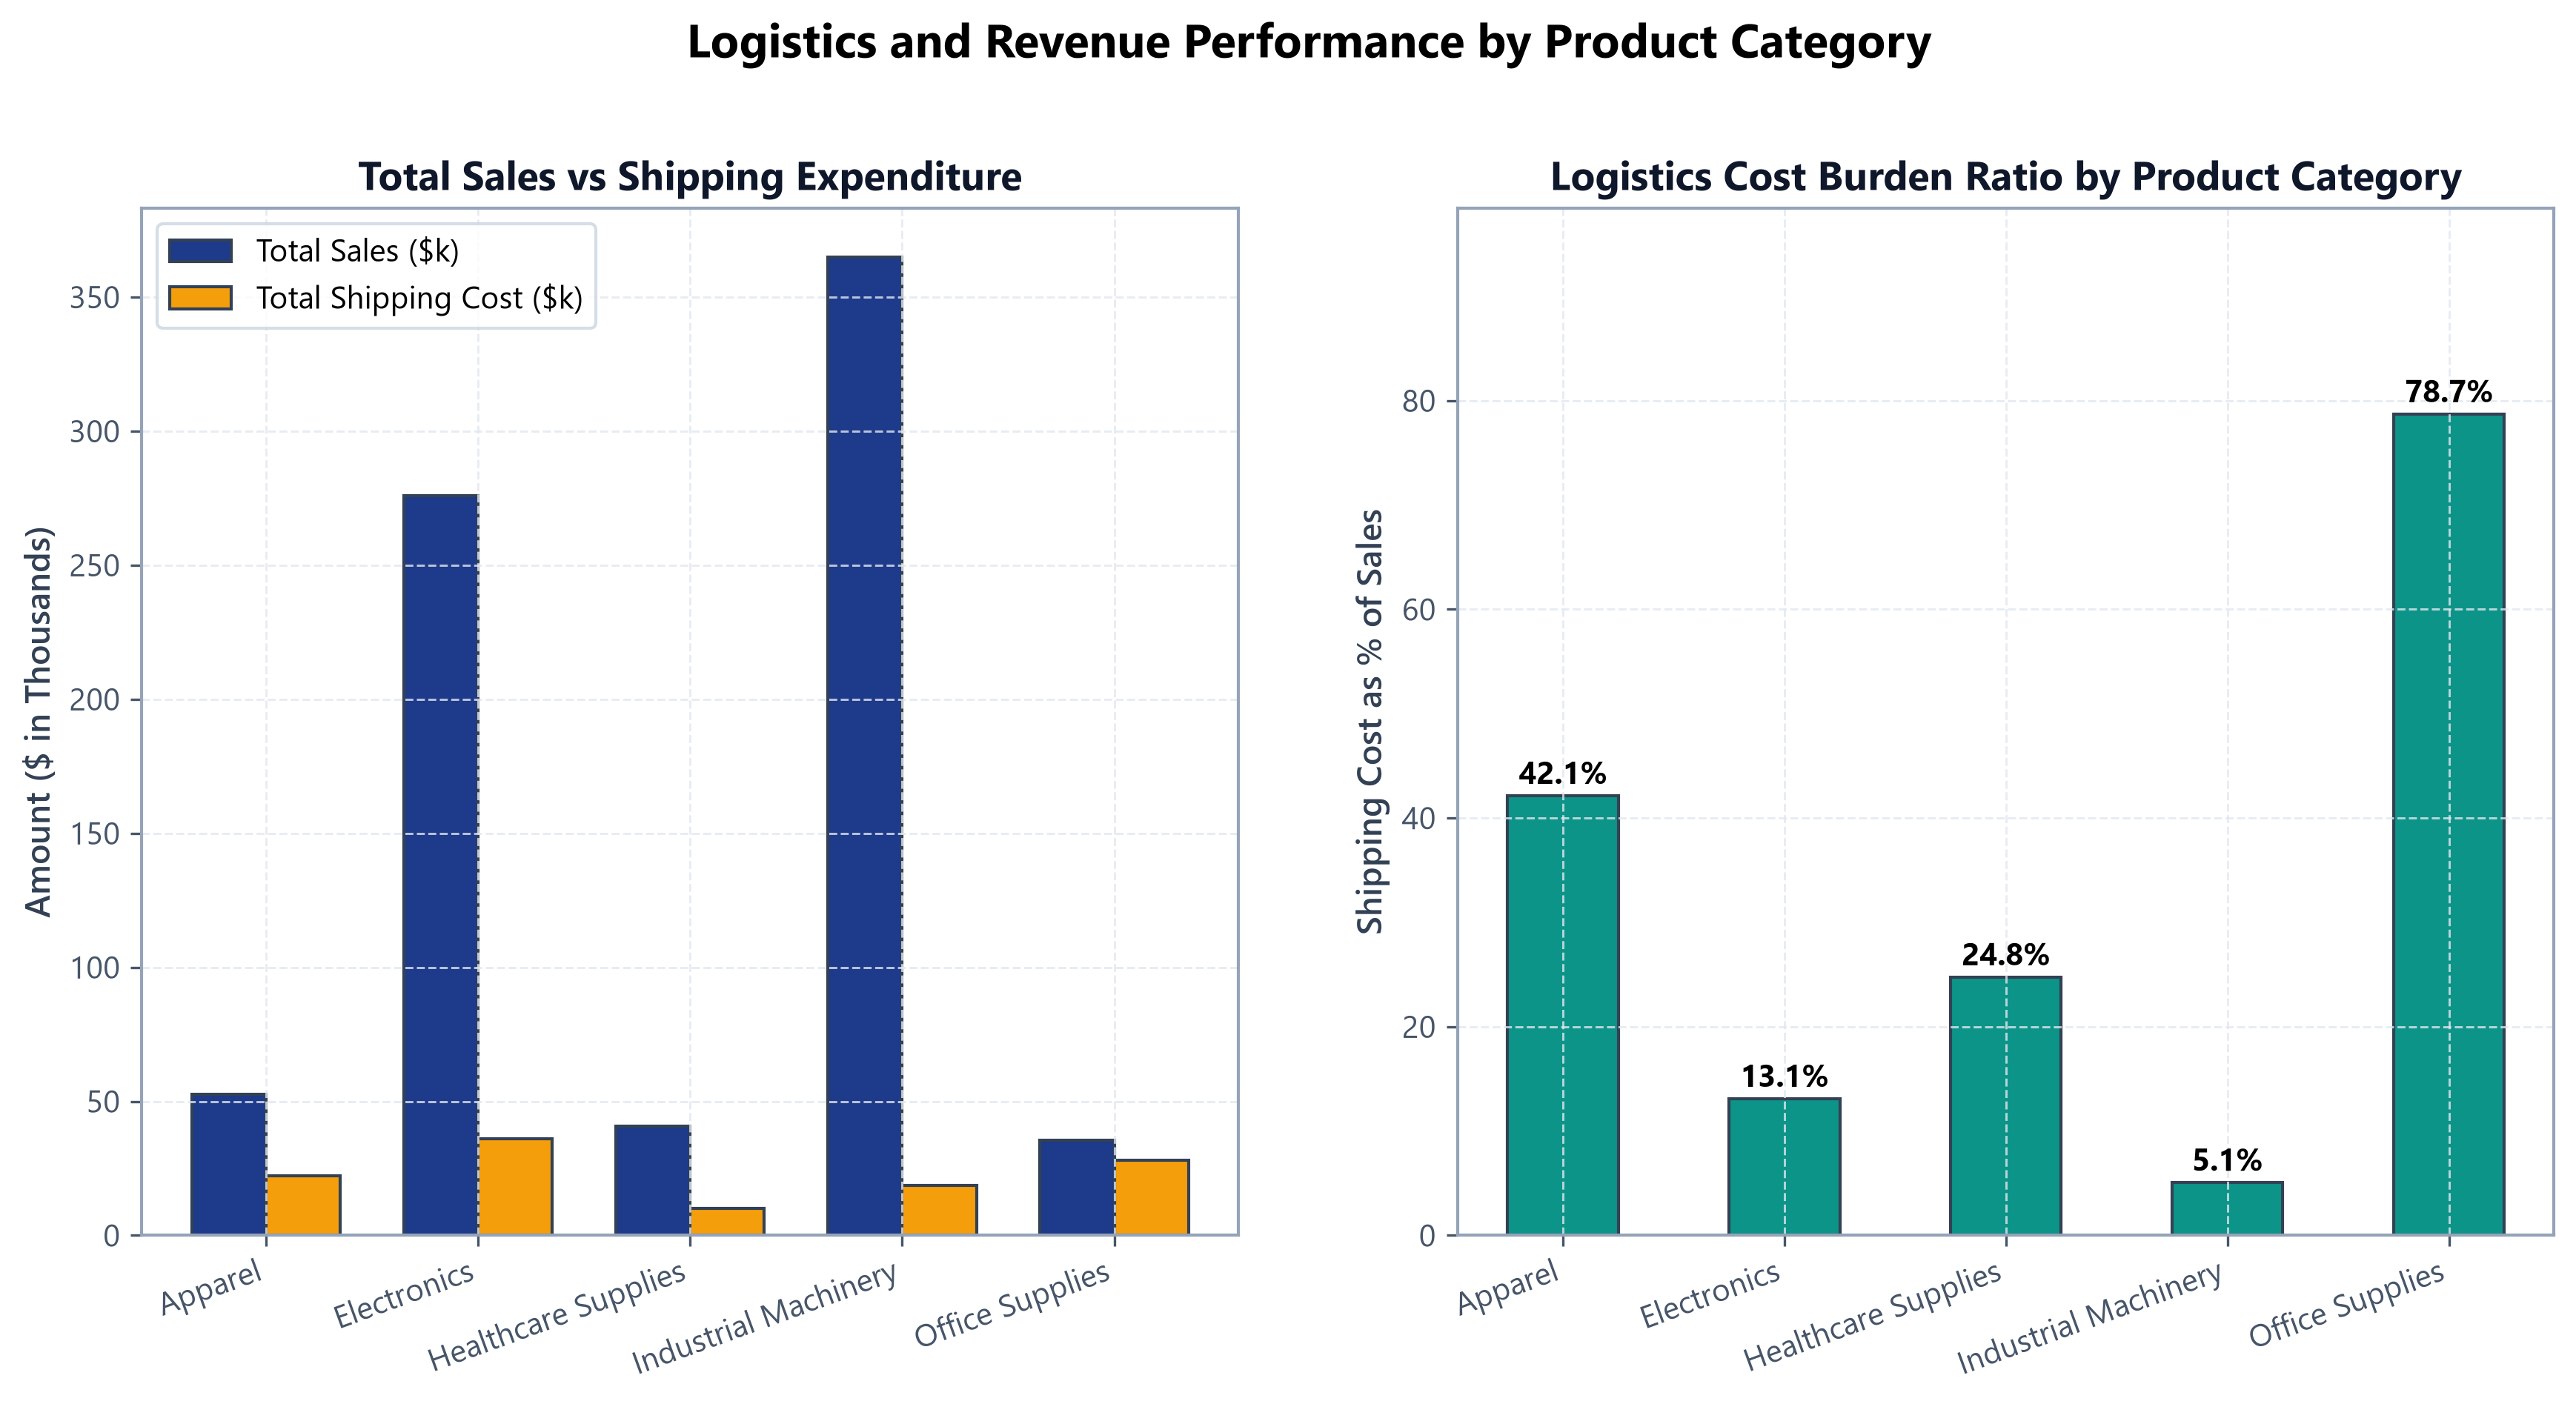 Logistics and Revenue Performance by Product Category
Total Sales vs Shipping Expenditure
Total Sales ($k)
Total Shipping Cost ($k)
Amount ($ in Thousands)
350
300
250
200
150
100
50
0
Apparel
Electronics
Healthcare Supplies
Industrial Machinery
Office Supplies
Logistics Cost Burden Ratio by Product Category
Shipping Cost as % of Sales
80
60
40
20
0
42.1%
13.1%
24.8%
5.1%
78.7%
Apparel
Electronics
Healthcare Supplies
Industrial Machinery
Office Supplies